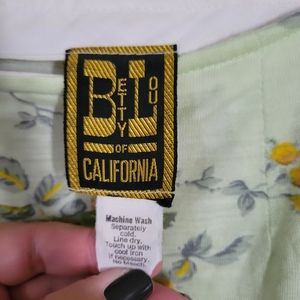 BETTY
LOU
OF
CALIFORNIA
Machine Wash
Separately
cold.
Line dry.
Touch up with
cool iron
if necessary.
No bleach.